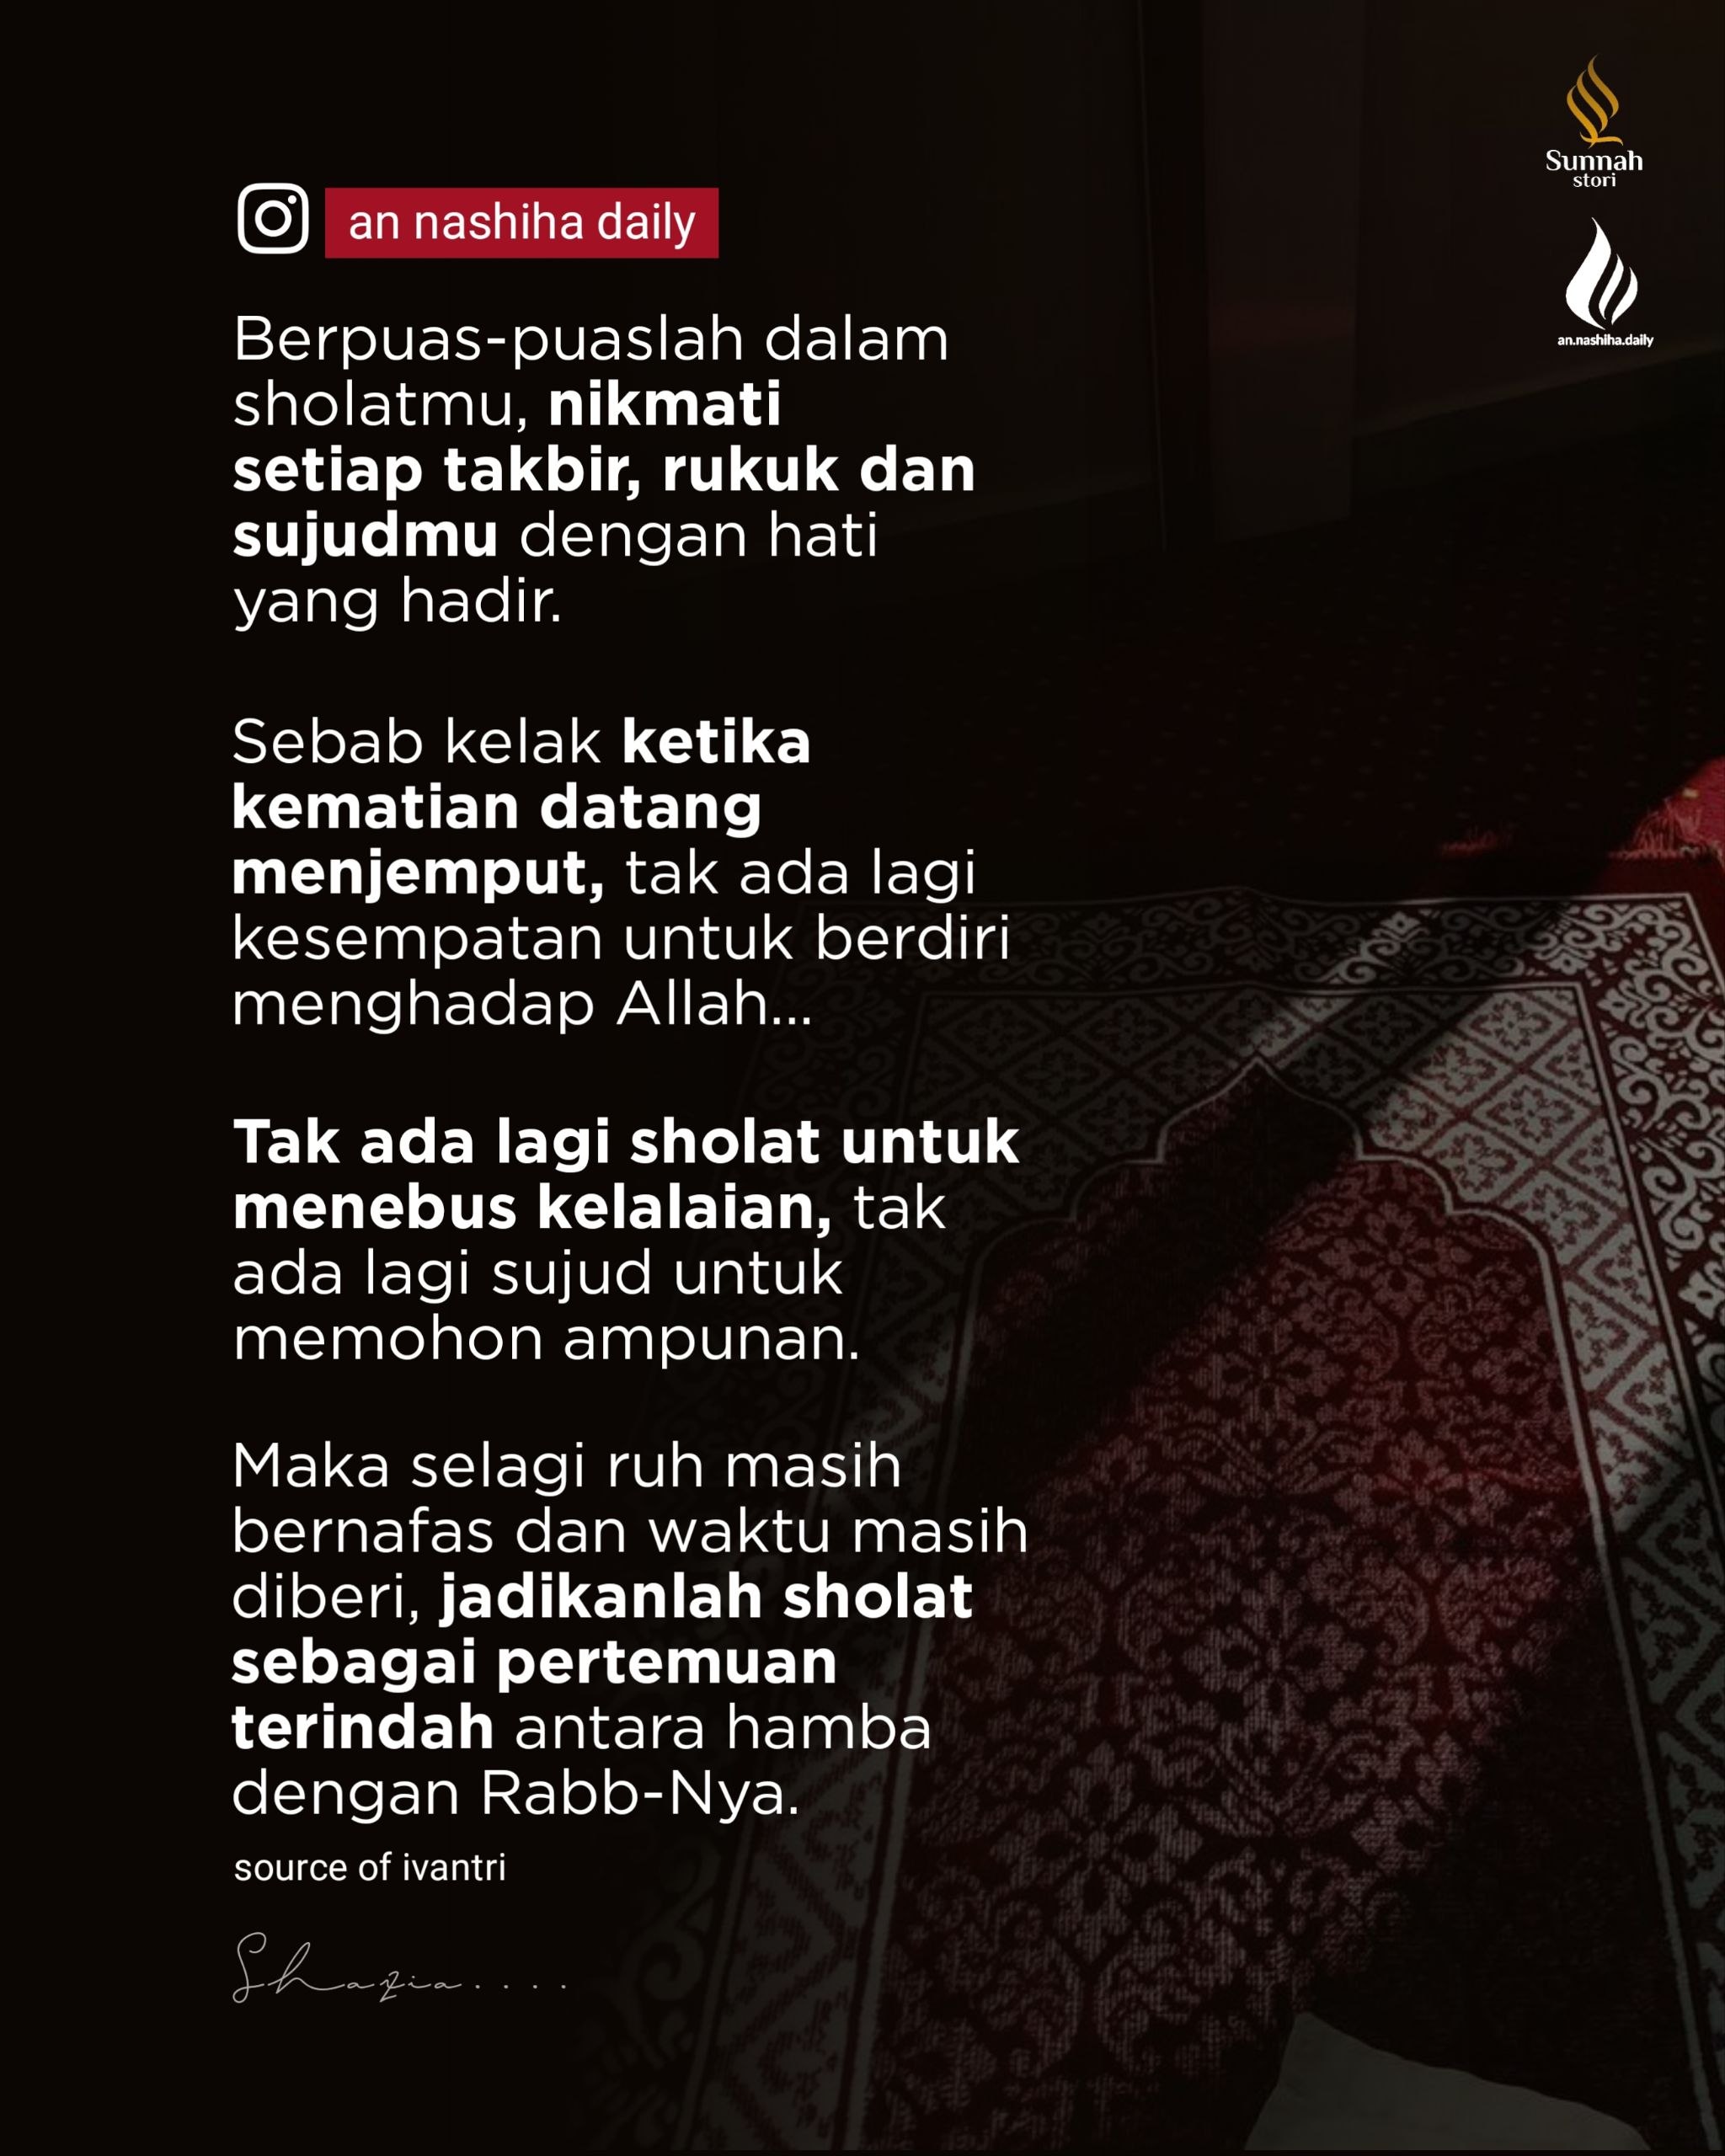 Sunnah
stori
an.nashiha.daily
an nashiha daily
Berpuas-puaslah dalam
sholatmu, nikmati
setiap takbir, rukuk dan
sujudmu dengan hati
yang hadir.
Sebab kelak ketika
kematian datang
menjemput, tak ada lagi
kesempatan untuk berdiri
menghadap Allah...
Tak ada lagi sholat untuk
menebus kelalaian, tak
ada lagi sujud untuk
memohon ampunan.
Maka selagi ruh masih
bernafas dan waktu masih
diberi, jadikanlah sholat
sebagai pertemuan
terindah antara hamba
dengan Rabb-Nya.
source of ivantri
Shazia....